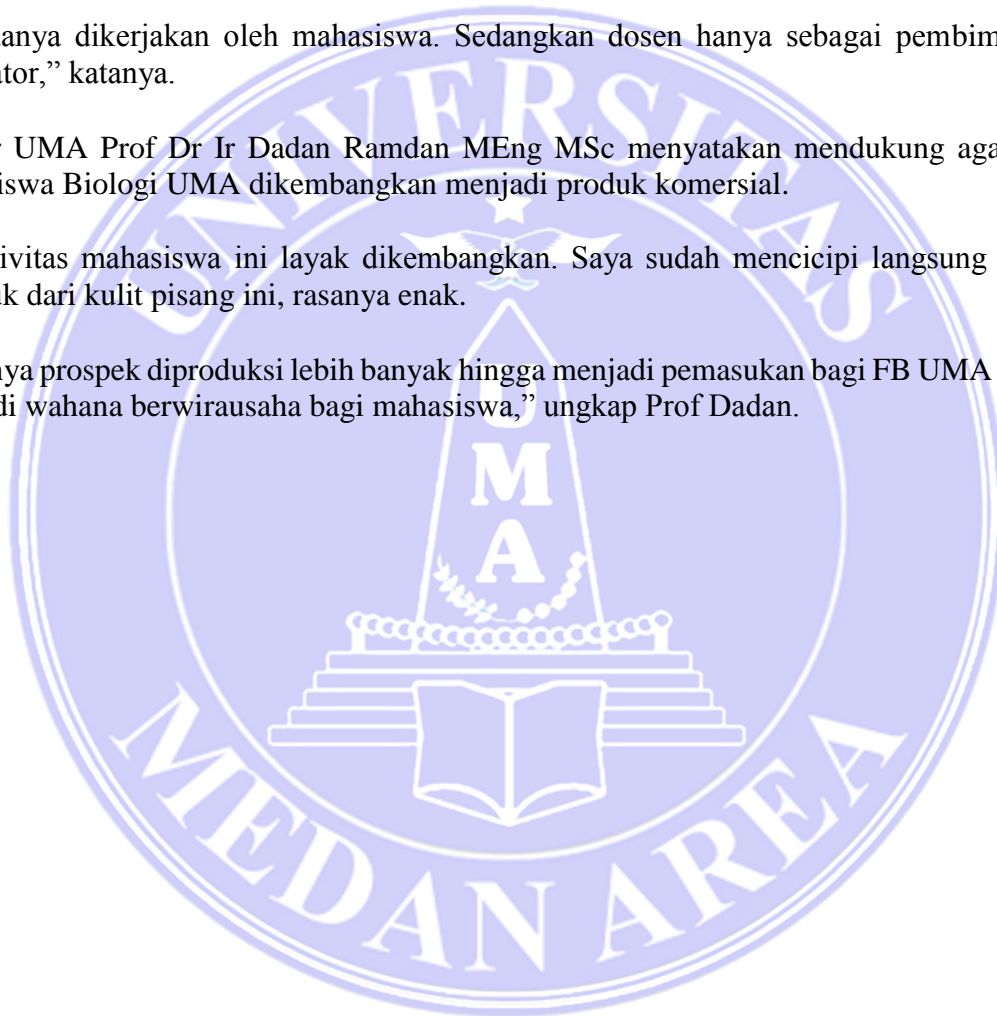 anya dikerjakan oleh mahasiswa. Sedangkan dosen hanya sebagai pembim
ator,” katanya.
UMA Prof Dr Ir Dadan Ramdan MEng MSc menyatakan mendukung aga
iswa Biologi UMA dikembangkan menjadi produk komersial.
ivitas mahasiswa ini layak dikembangkan. Saya sudah mencicipi langsung
k dari kulit pisang ini, rasanya enak.
ya prospek diproduksi lebih banyak hingga menjadi pemasukan bagi FB UMA
di wahana berwirausaha bagi mahasiswa,” ungkap Prof Dadan.
UNIVERSITAS
U
M
A
MEDAN AREA